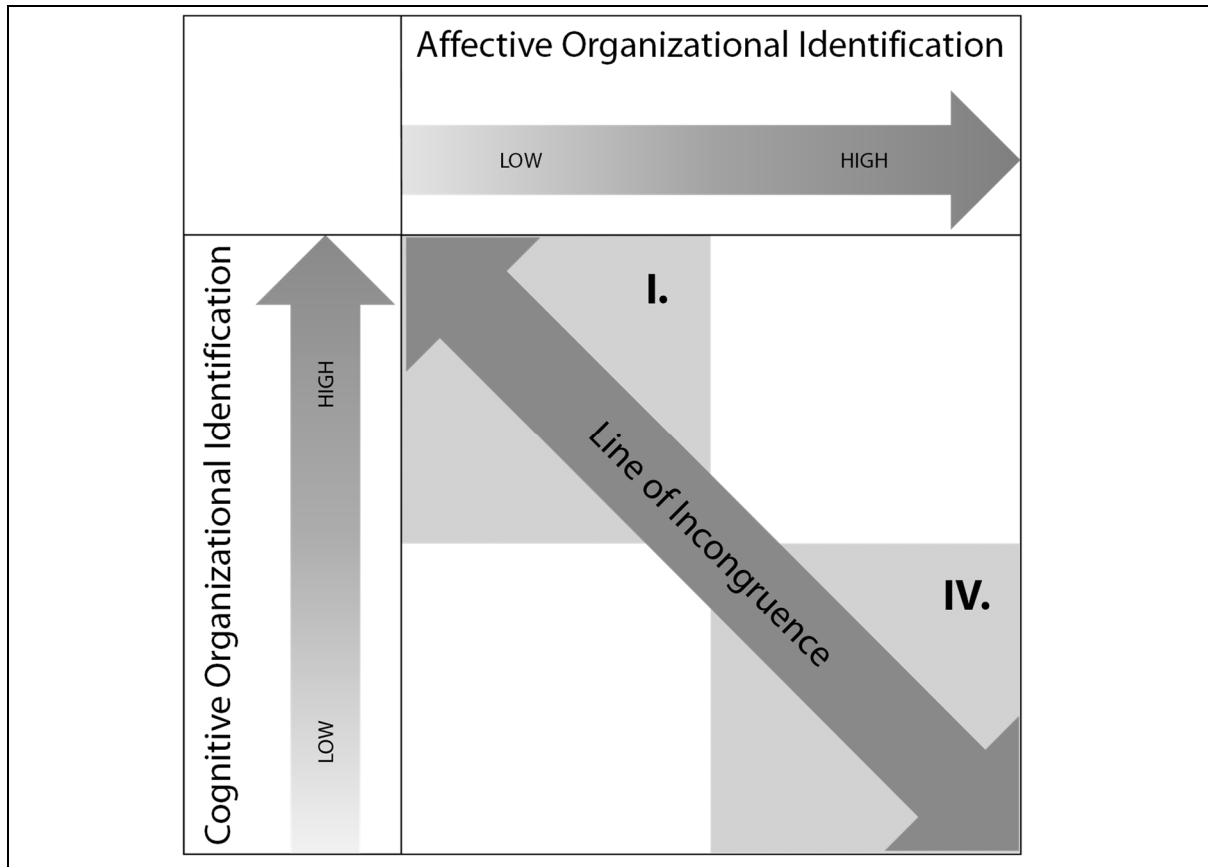 Affective Organizational Identification
LOW
HIGH
Cognitive Organizational Identification
HIGH
LOW
I.
Line of Incongruence
IV.